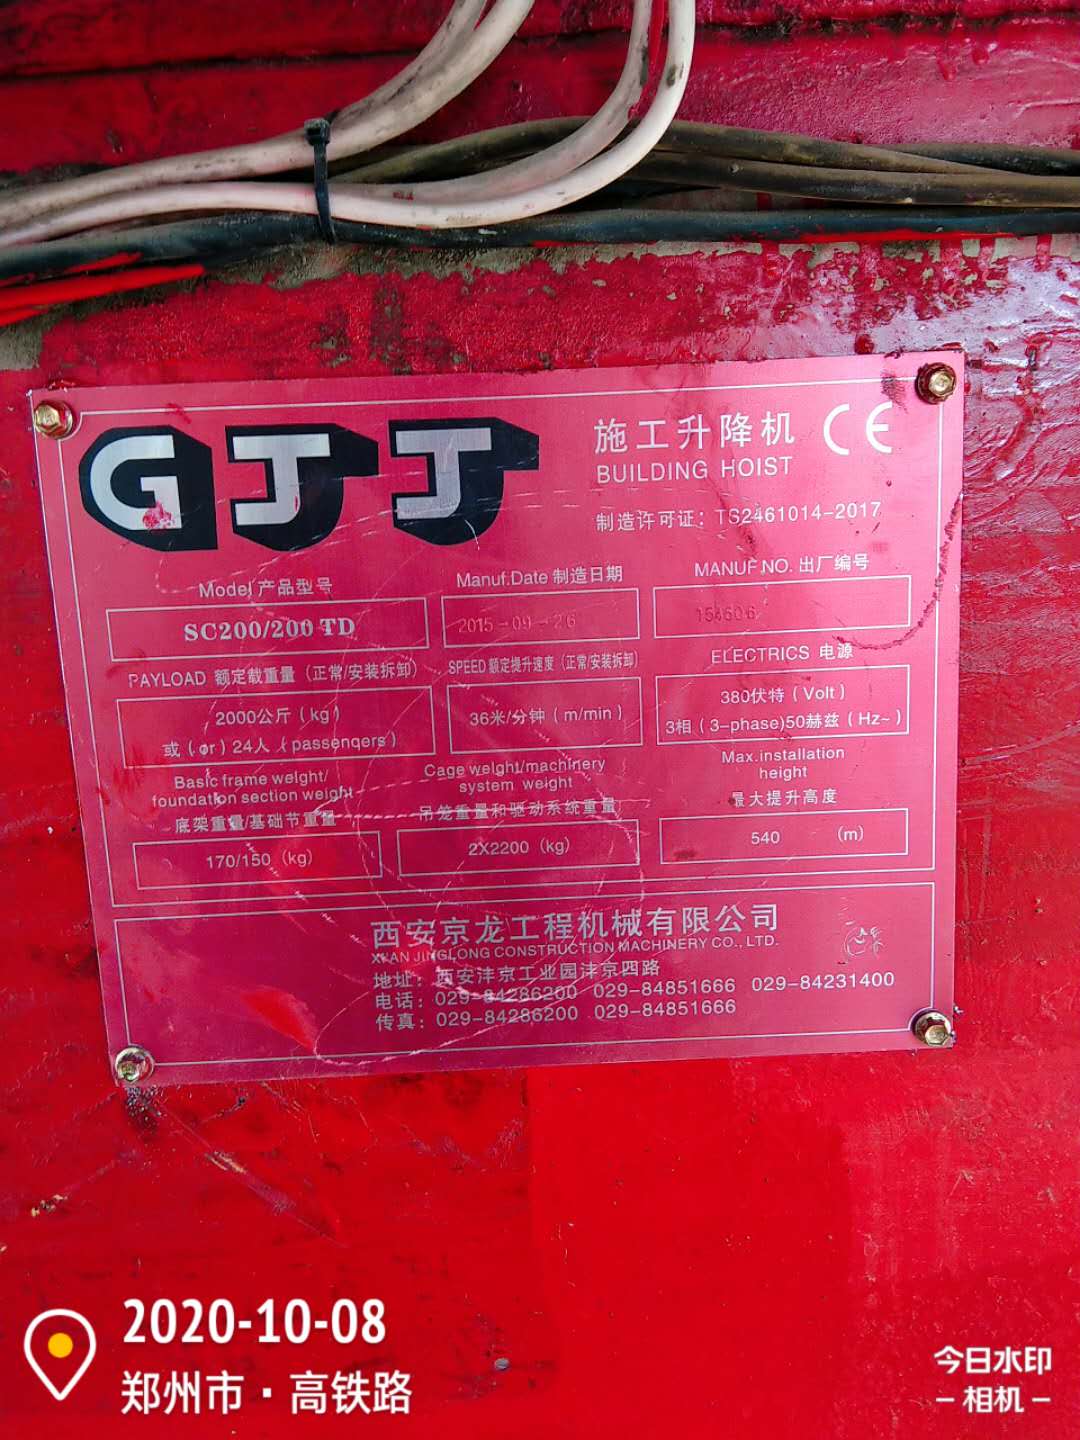 GJJ
施工升降机 CE
BUILDING HOIST
制造许可证：TS2461014-2017
Model 产品型号
SC200/200 TD
Manuf.Date 制造日期
2015-09-26
MANUF.NO. 出厂编号
PAYLOAD 额定载重量（正常/安装拆卸）
2000公斤（kg）
或（or）24人（passengers）
SPEED 额定提升速度（正常/安装拆卸）
36米/分钟（m/min）
ELECTRICS 电源
380伏特（Volt）
3相（3-phase)50赫兹（Hz~）
Basic frame weight/
foundation section weight
底架重量/基础节重量
170/150（kg）
Cage weight/machinery
system weight
吊笼重量和驱动系统重量
2X2200（kg）
Max.installation
height
最大提升高度
540 （m）
西安京龙工程机械有限公司
XI'AN JINGLONG CONSTRUCTION MACHINERY CO., LTD.
地址：西安沣京工业园沣京四路
电话：029-84286200 029-84851666 029-84231400
传真：029-84286200 029-84851666
2020-10-08
郑州市·高铁路
今日水印
–相机–